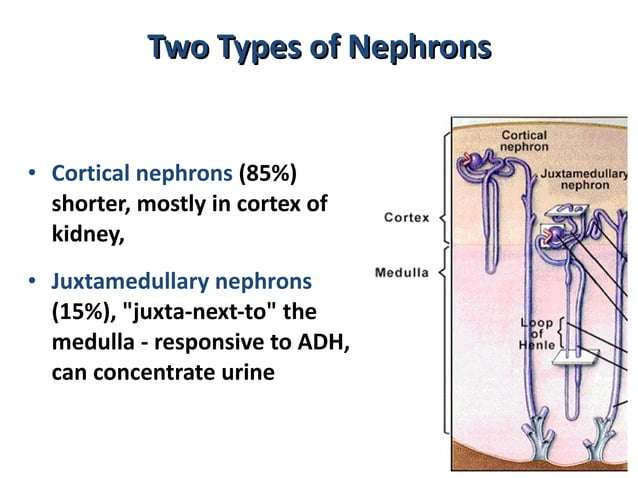 Two Types of Nephrons
• Cortical nephrons (85%)
shorter, mostly in cortex of
kidney,
• Juxtamedullary nephrons
(15%), "juxta-next-to" the
medulla - responsive to ADH,
can concentrate urine
Cortical
nephron
Juxtamedullary
nephron
Cortex
Medulla
Loop
of
Henle